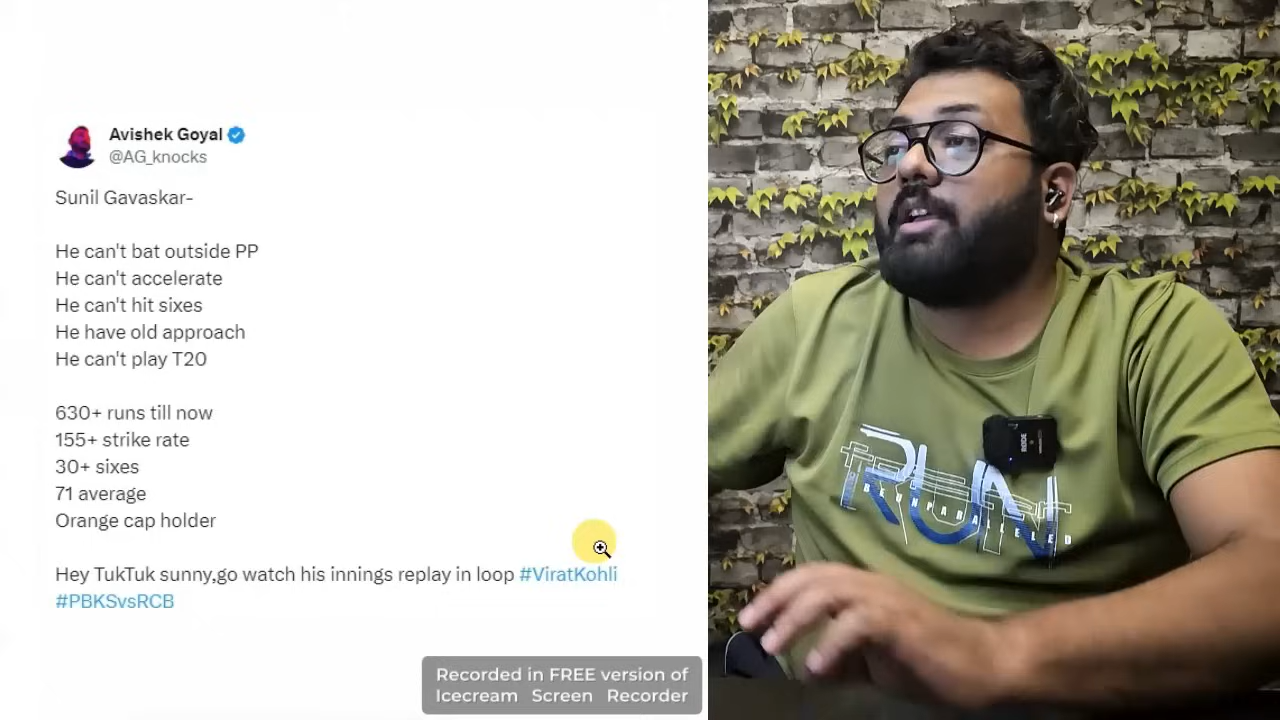 Avishek Goyal
@AG_knocks
Sunil Gavaskar-
He can't bat outside PP
He can't accelerate
He can't hit sixes
He have old approach
He can't play T20
630+ runs till now
155+ strike rate
30+ sixes
71 average
Orange cap holder
Hey TukTuk sunny,go watch his innings replay in loop #ViratKohli
#PBKSvsRCB
Recorded in FREE version of
Icecream Screen Recorder
RUN
BEUNPARALLELED
RODE